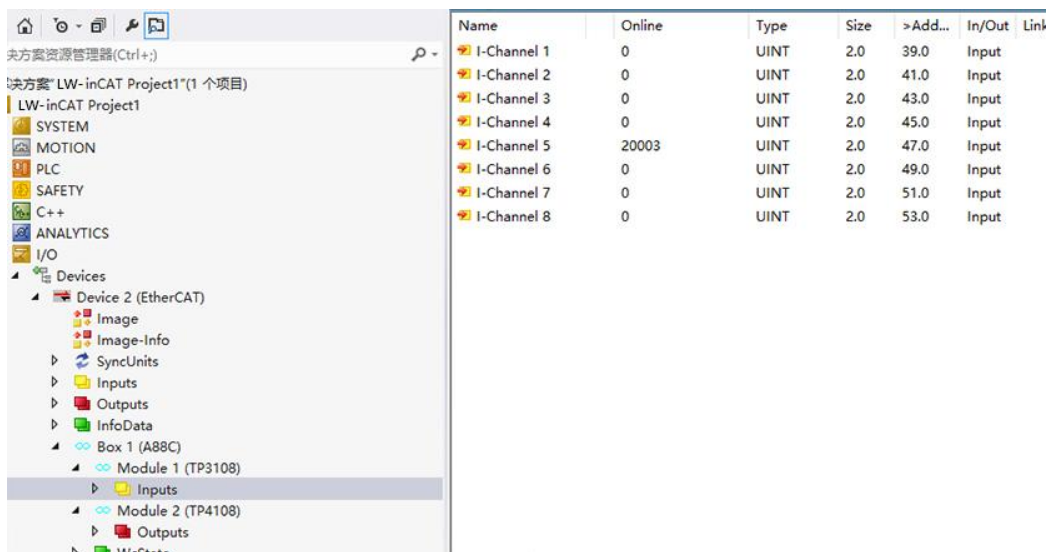 决方案资源管理器(Ctrl+;)
决方案"LW-inCAT Project1"(1 个项目)
LW-inCAT Project1
SYSTEM
MOTION
PLC
SAFETY
C++
ANALYTICS
I/O
Devices
Device 2 (EtherCAT)
Image
Image-Info
SyncUnits
Inputs
Outputs
InfoData
Box 1 (A88C)
Module 1 (TP3108)
Inputs
Module 2 (TP4108)
Outputs
Name Online Type Size >Add... In/Out Link
I-Channel 1 0 UINT 2.0 39.0 Input
I-Channel 2 0 UINT 2.0 41.0 Input
I-Channel 3 0 UINT 2.0 43.0 Input
I-Channel 4 0 UINT 2.0 45.0 Input
I-Channel 5 20003 UINT 2.0 47.0 Input
I-Channel 6 0 UINT 2.0 49.0 Input
I-Channel 7 0 UINT 2.0 51.0 Input
I-Channel 8 0 UINT 2.0 53.0 Input